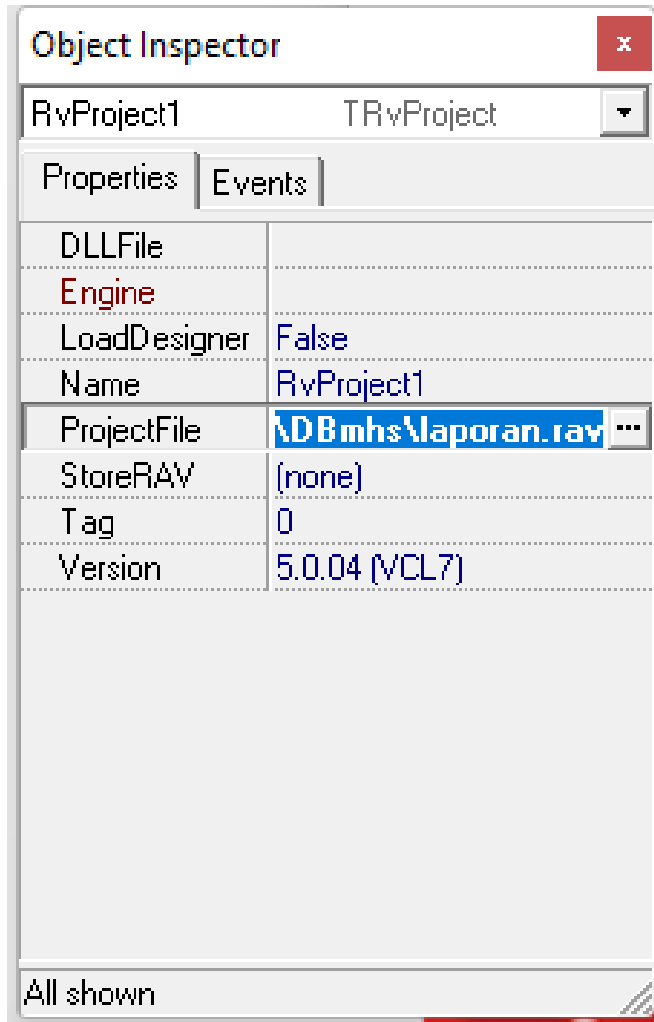 Object Inspector
RvProject1 TRvProject
Properties Events
DLLFile
Engine
LoadDesigner False
Name RvProject1
ProjectFile \DBmhs\laporan.rav ...
StoreRAV (none)
Tag 0
Version 5.0.04 (VCL7)
All shown